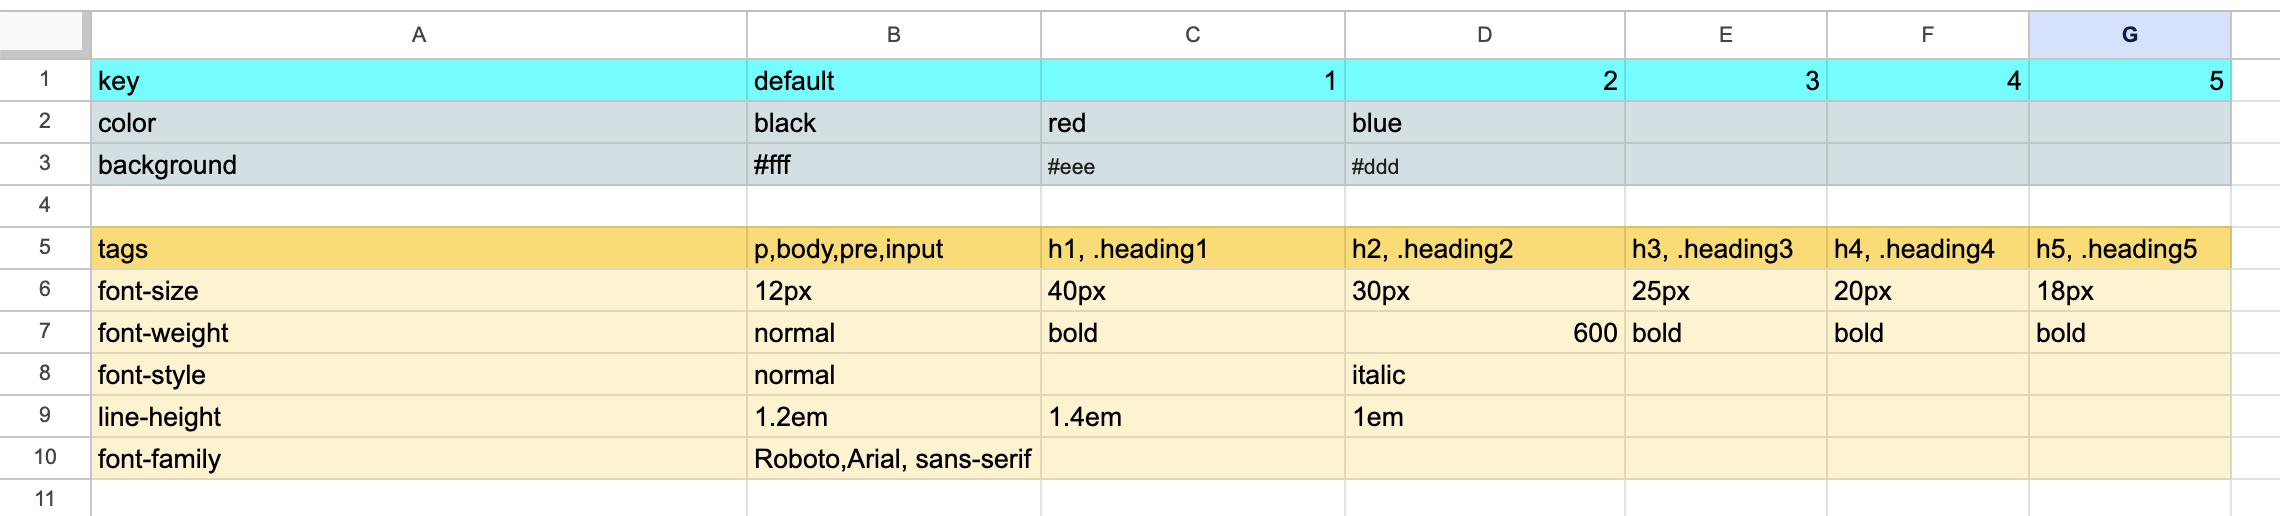 A B C D E F G
1 key default 1 2 3 4 5
2 color black red blue
3 background #fff #eee #ddd
4
5 tags p,body,pre,input h1, .heading1 h2, .heading2 h3, .heading3 h4, .heading4 h5, .heading5
6 font-size 12px 40px 30px 25px 20px 18px
7 font-weight normal bold 600 bold bold bold
8 font-style normal italic
9 line-height 1.2em 1.4em 1em
10 font-family Roboto,Arial, sans-serif
11